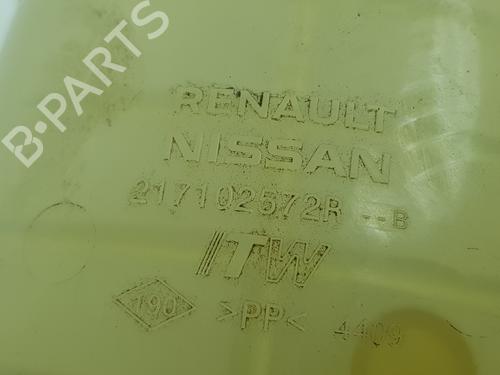 B-PARTS
RENAULT
NISSAN
217102572R --B
ITW
190 >PP< 4409